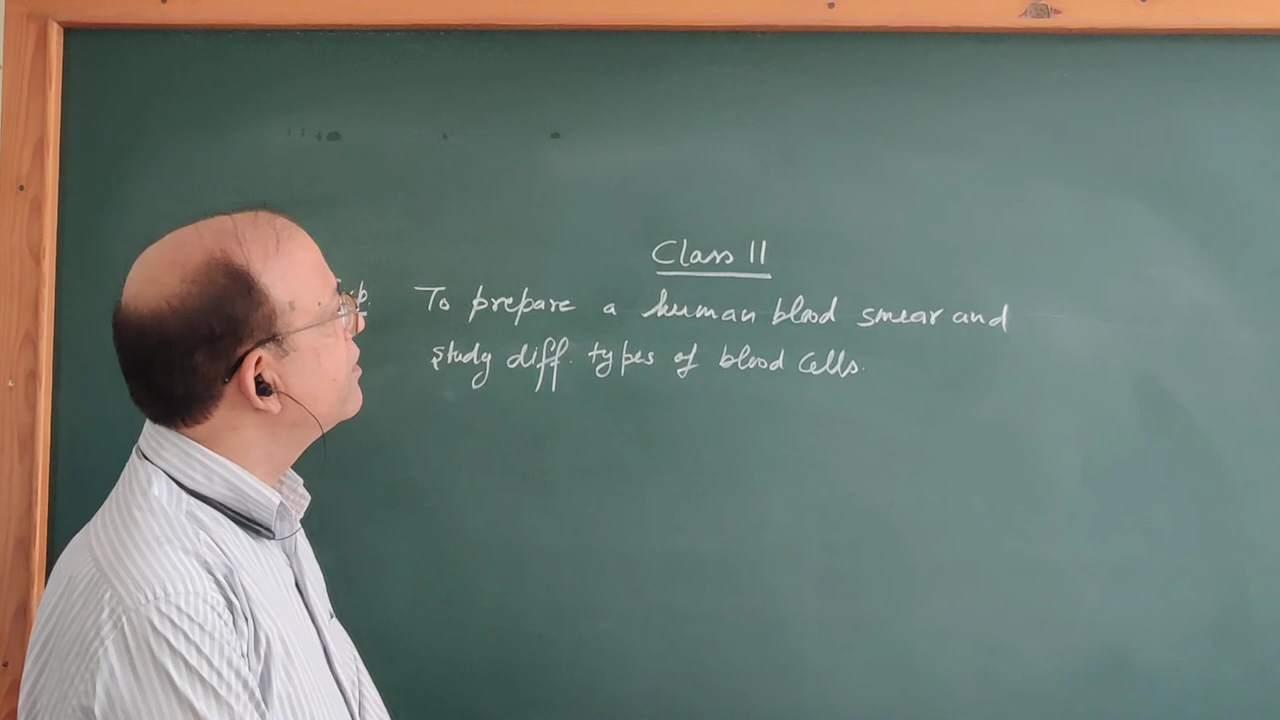 Class 11
To prepare a human blood smear and
study diff. types of blood cells.